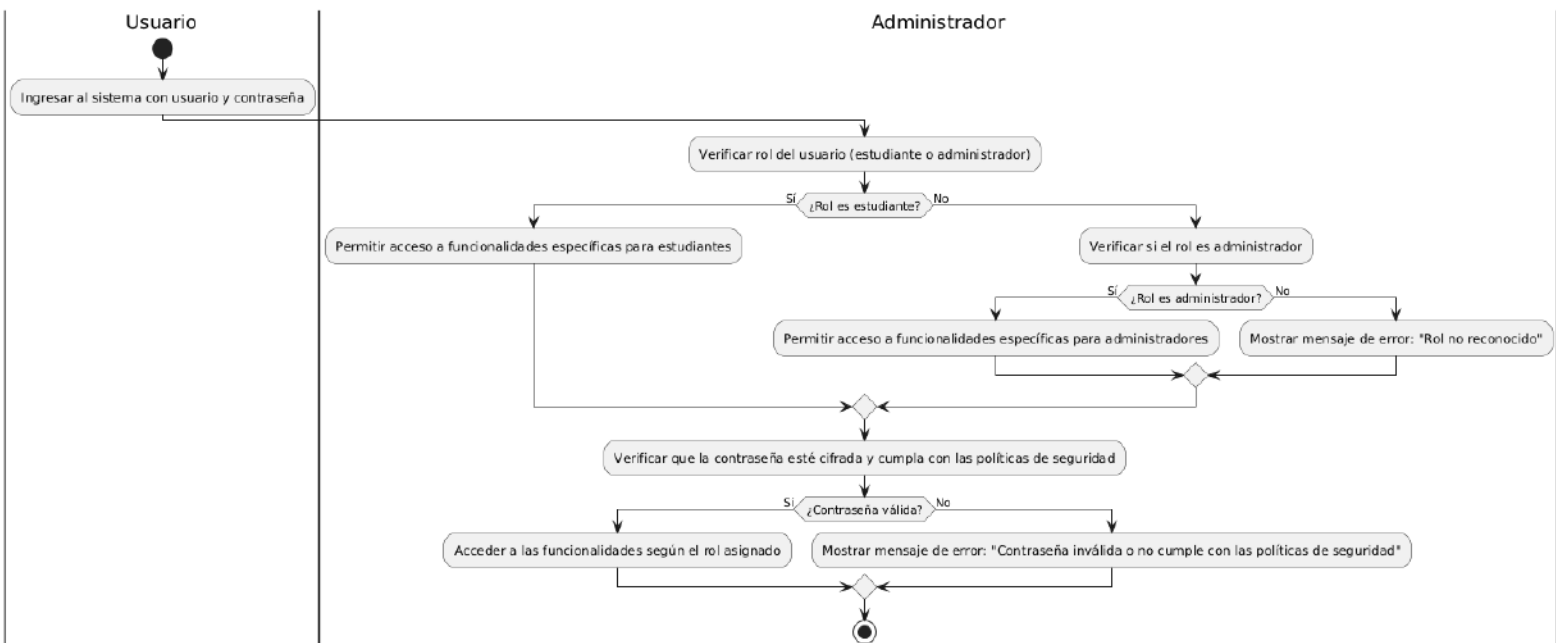 Usuario
Administrador
Ingresar al sistema con usuario y contraseña
Verificar rol del usuario (estudiante o administrador)
Sí
¿Rol es estudiante?
No
Permitir acceso a funcionalidades específicas para estudiantes
Verificar si el rol es administrador
Sí
¿Rol es administrador?
No
Permitir acceso a funcionalidades específicas para administradores
Mostrar mensaje de error: "Rol no reconocido"
Verificar que la contraseña esté cifrada y cumpla con las políticas de seguridad
Sí
¿Contraseña válida?
No
Acceder a las funcionalidades según el rol asignado
Mostrar mensaje de error: "Contraseña inválida o no cumple con las políticas de seguridad"